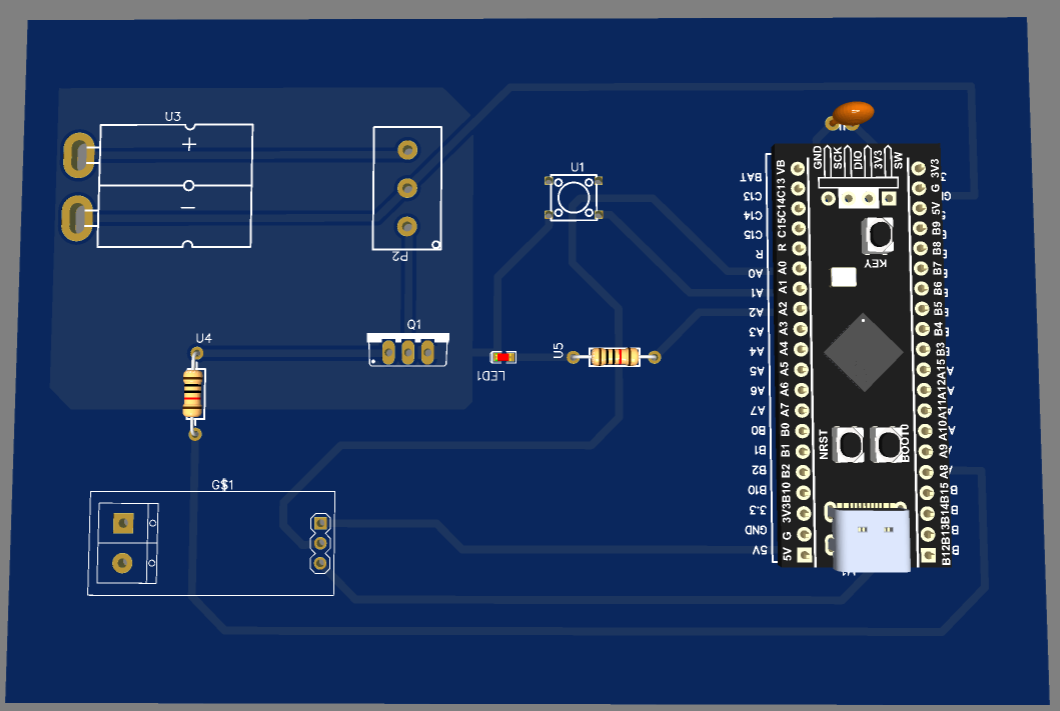 U3
+
−
P2
U1
Q1
LED1
U4
U5
G$1
BAT
C13
C14
C15
R
A0
A1
A2
A3
A4
A5
A6
A7
B0
B1
B2
B10
3.3
GND
5V
VB
C13
C14
C15
R
A0
A1
A2
A3
A4
A5
A6
A7
B0
B1
B2
B10
3V3
G
5V
GND
SCK
DIO
3V3
SW
KEY
NRST
BOOT0
3V3
G
5V
B9
B8
B7
B6
B5
B4
B3
A15
A12
A11
A10
A9
A8
B15
B14
B13
B12